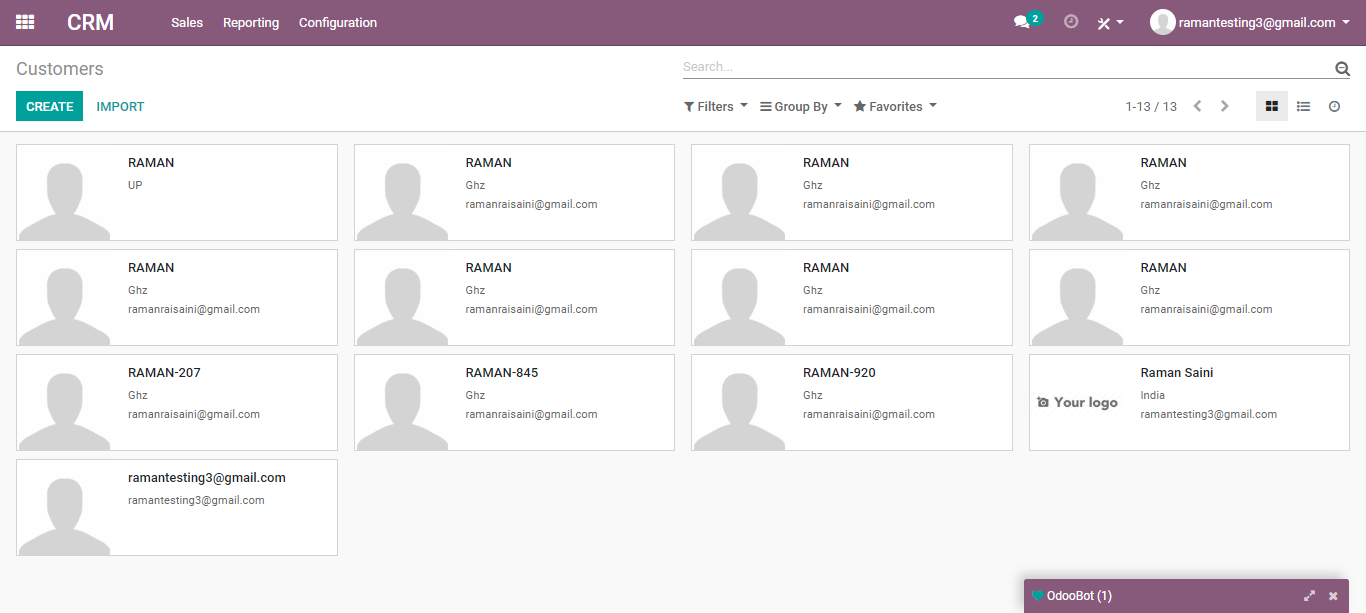 CRM Sales Reporting Configuration 2 ramantesting3@gmail.com
Customers Search...
CREATE IMPORT Filters Group By Favorites 1-13 / 13
RAMAN
UP
RAMAN
Ghz
ramanraisaini@gmail.com
RAMAN
Ghz
ramanraisaini@gmail.com
RAMAN
Ghz
ramanraisaini@gmail.com
RAMAN
Ghz
ramanraisaini@gmail.com
RAMAN
Ghz
ramanraisaini@gmail.com
RAMAN
Ghz
ramanraisaini@gmail.com
RAMAN
Ghz
ramanraisaini@gmail.com
RAMAN-207
Ghz
ramanraisaini@gmail.com
RAMAN-845
Ghz
ramanraisaini@gmail.com
RAMAN-920
Ghz
ramanraisaini@gmail.com
Your logo
Raman Saini
India
ramantesting3@gmail.com
ramantesting3@gmail.com
ramantesting3@gmail.com
OdooBot (1)